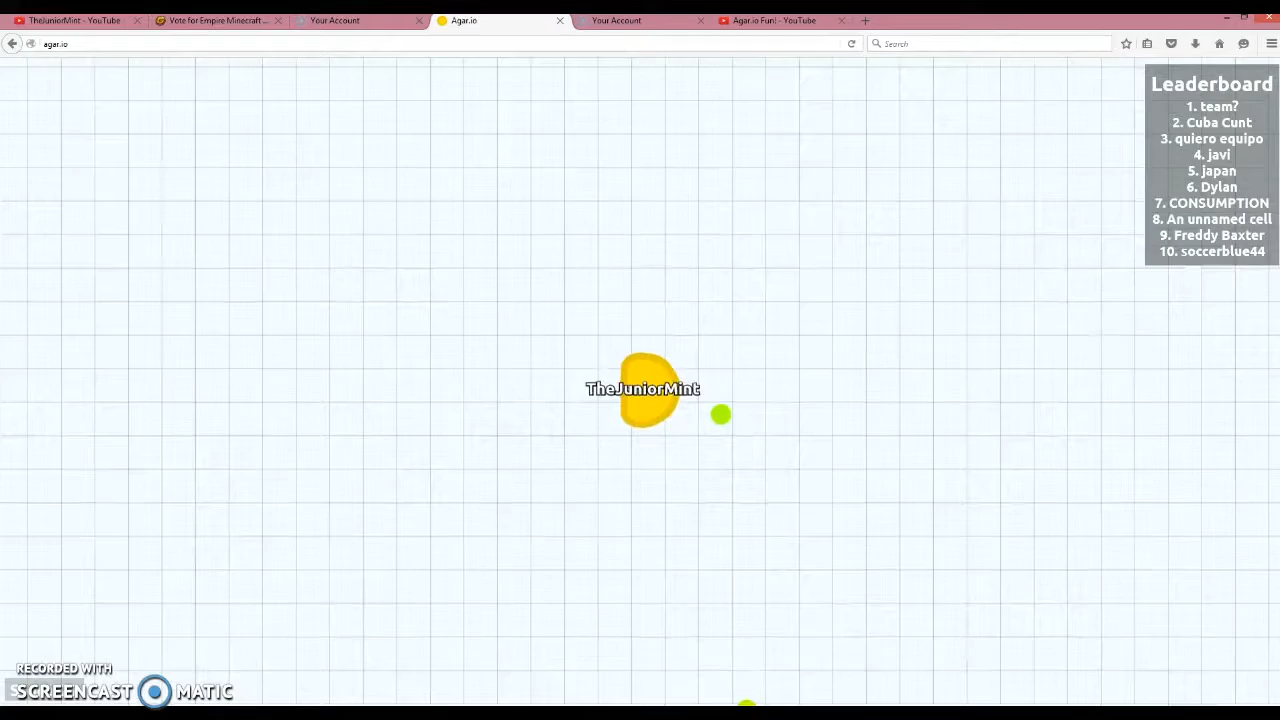 TheJuniorMint - YouTube
Vote for Empire Minecraft ...
Your Account
Agar.io
Your Account
Agar.io Fun! - YouTube
agar.io
Search
Leaderboard
1. team?
2. Cuba Cunt
3. quiero equipo
4. javi
5. japan
6. Dylan
7. CONSUMPTION
8. An unnamed cell
9. Freddy Baxter
10. soccerblue44
TheJuniorMint
RECORDED WITH
SCREENCAST MATIC